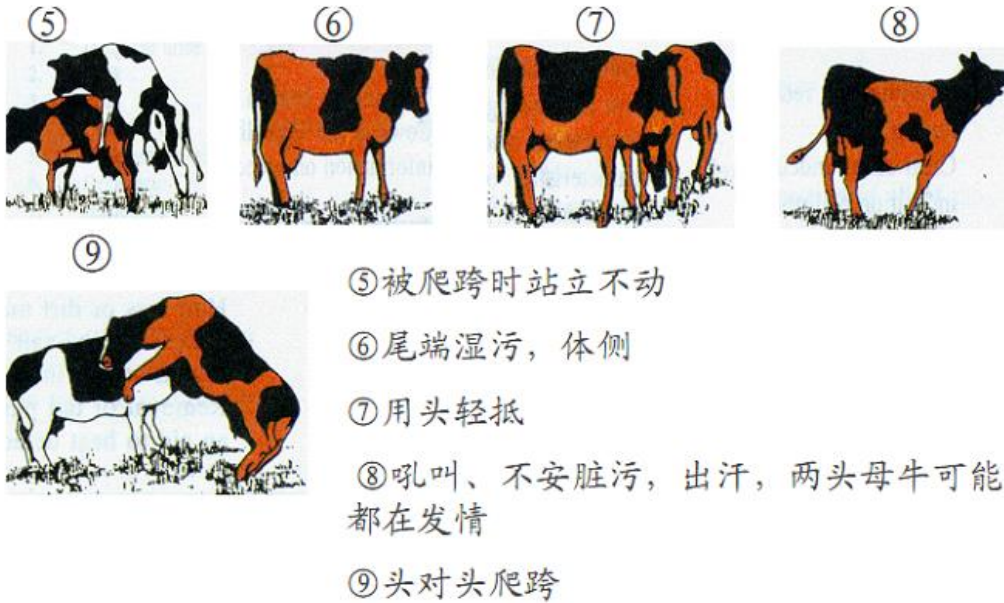 ⑤ ⑥ ⑦ ⑧
⑨
⑤被爬跨时站立不动
⑥尾端湿污，体侧
⑦用头轻抵
⑧吼叫、不安脏污，出汗，两头母牛可能
都在发情
⑨头对头爬跨